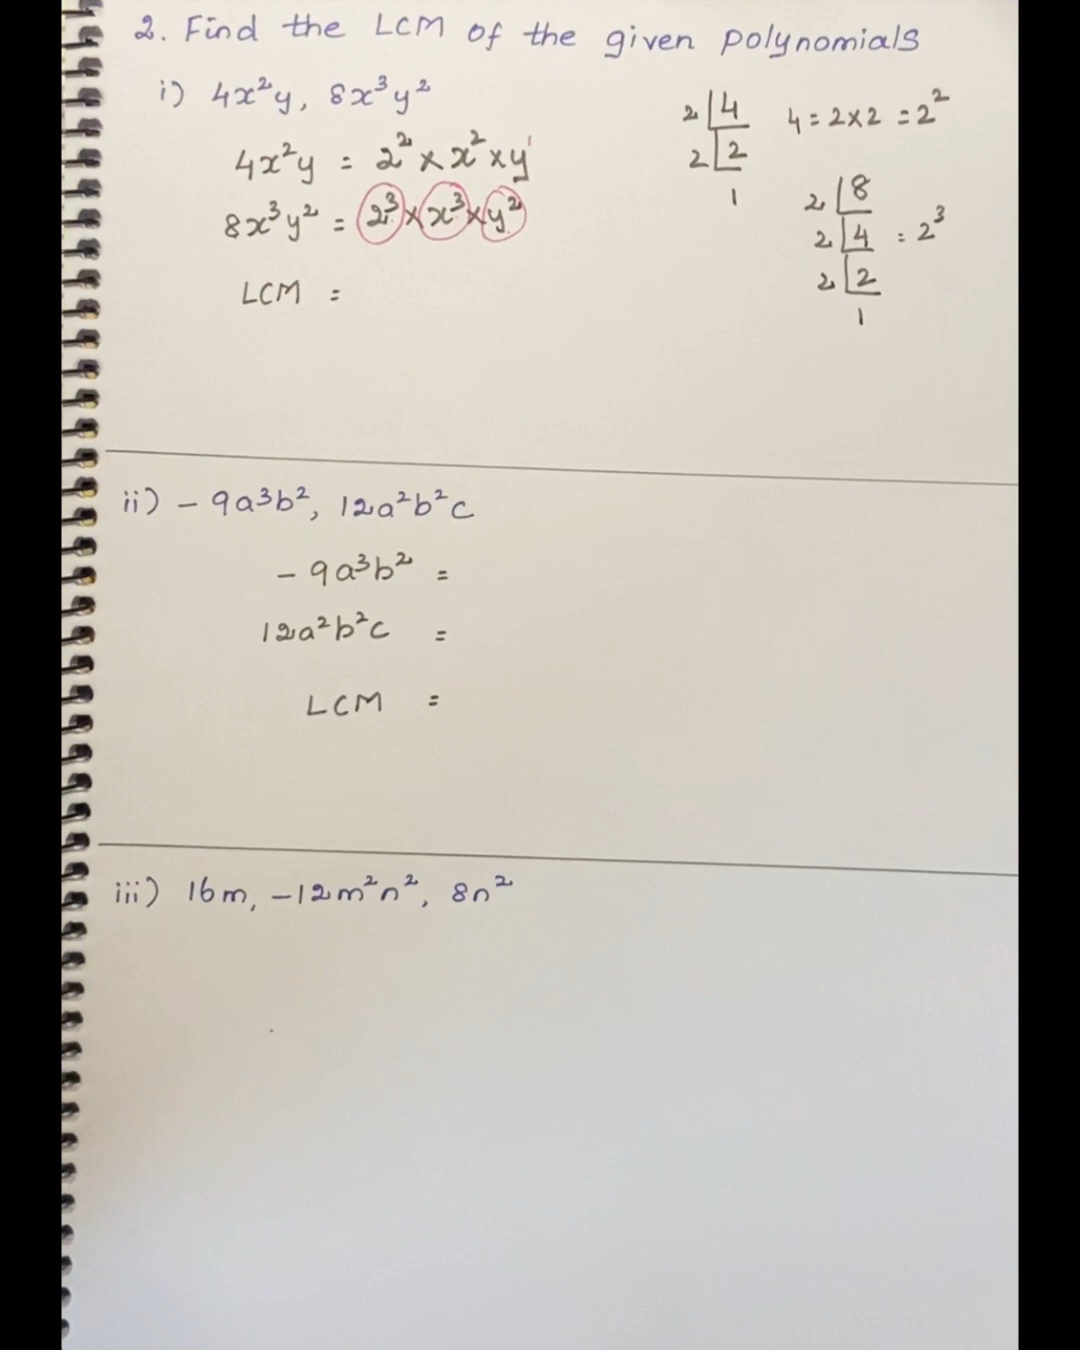 2. Find the LCM of the given polynomials
i) 4x²y, 8x³y²
4x²y = 2² × x² × y¹
8x³y² = 2³ × x³ × y²
LCM =
2 | 4
2 | 2
1
4 = 2 × 2 = 2²
2 | 8
2 | 4 = 2³
2 | 2
1
ii) - 9a³b², 12a²b²c
- 9a³b² =
12a²b²c =
LCM =
iii) 16m, -12m²n², 8n²